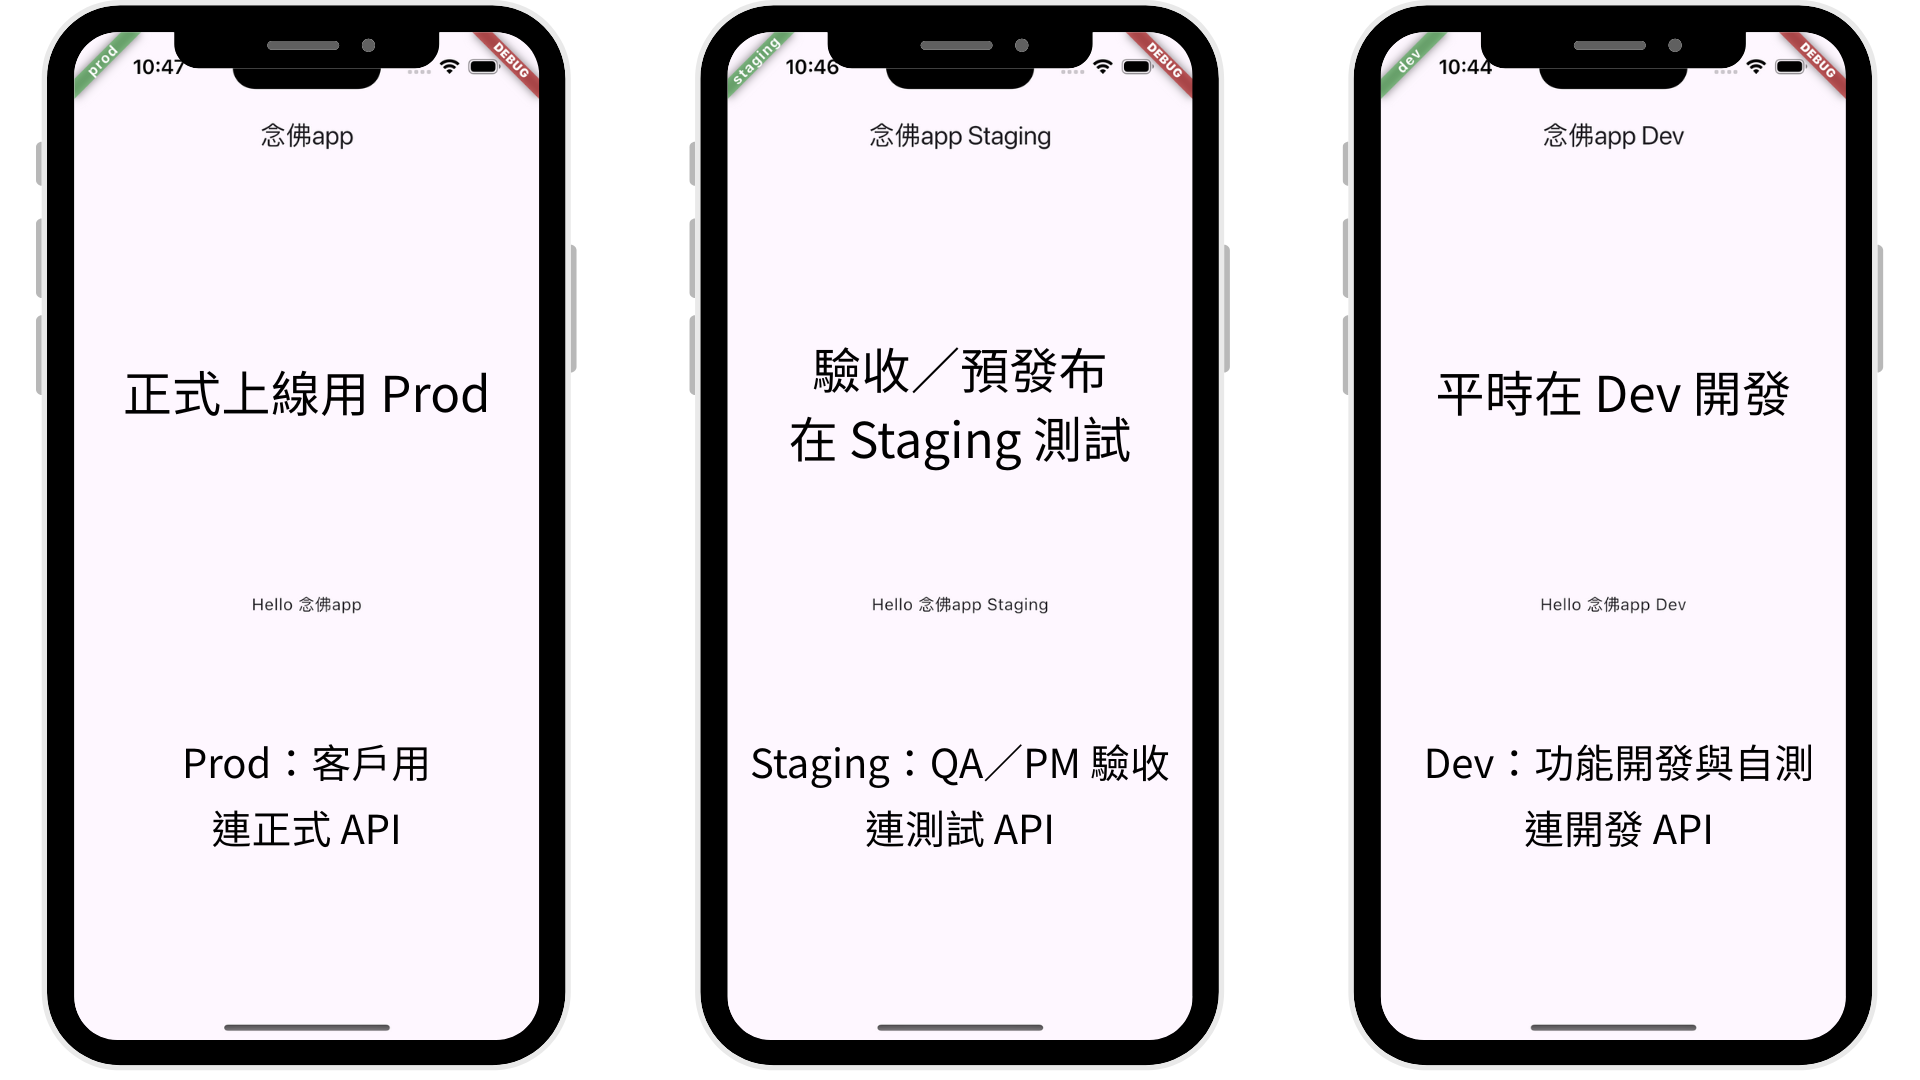 prod
10:47
DEBUG
念佛app
正式上線用 Prod
Hello 念佛app
Prod：客戶用
連正式 API
staging
10:46
DEBUG
念佛app Staging
驗收／預發布
在 Staging 測試
Hello 念佛app Staging
Staging：QA／PM 驗收
連測試 API
dev
10:44
DEBUG
念佛app Dev
平時在 Dev 開發
Hello 念佛app Dev
Dev：功能開發與自測
連開發 API